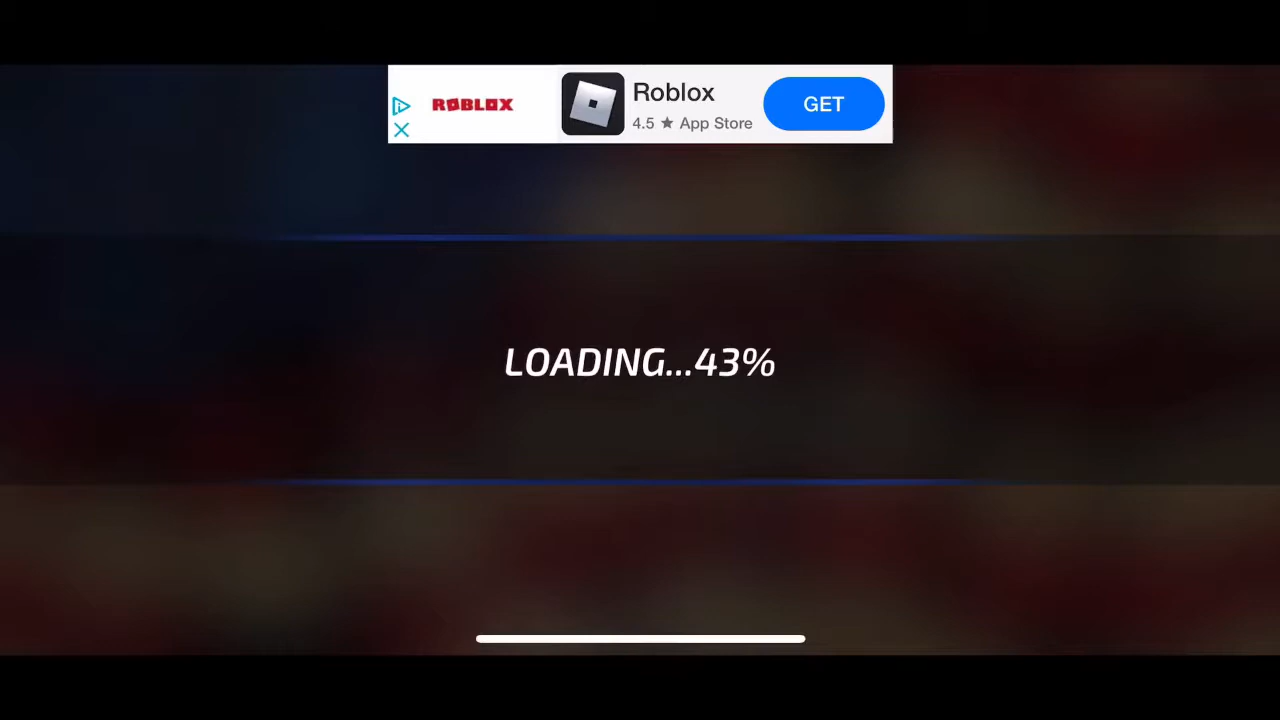 ROBLOX
Roblox
4.5 ★ App Store
GET
LOADING...43%